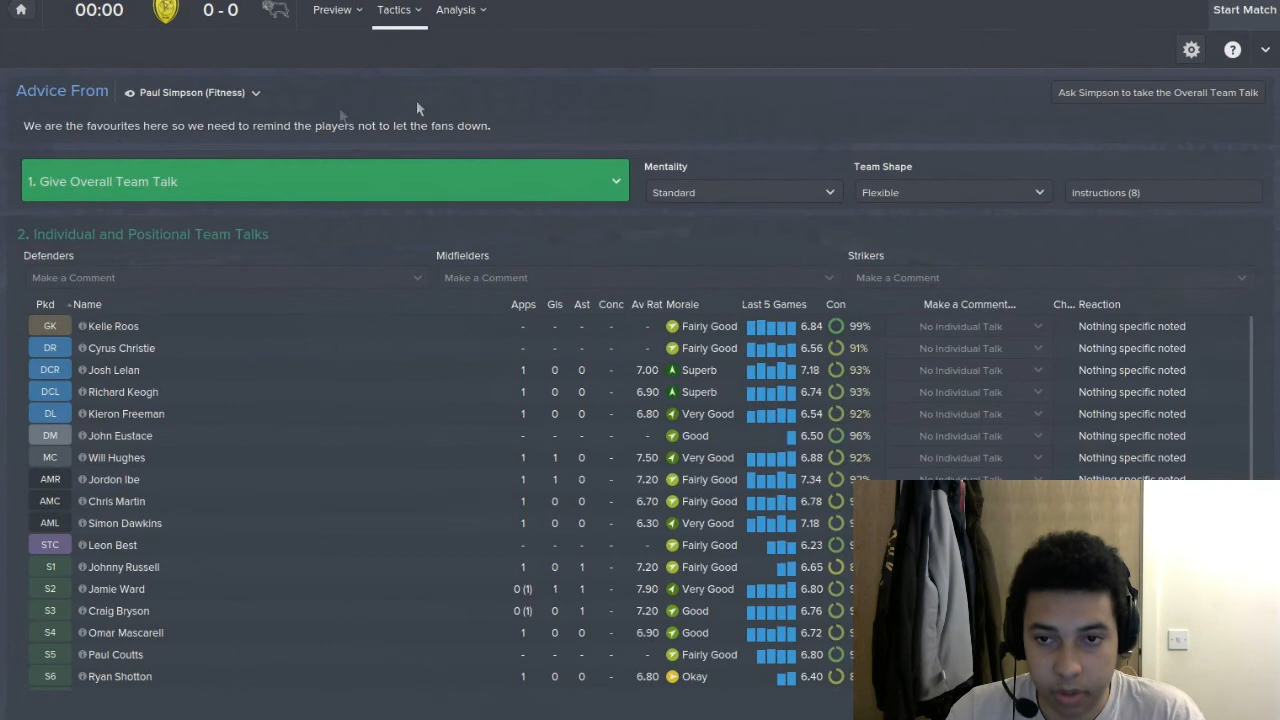 00:00 0 - 0 Preview Tactics Analysis Start Match
?
Advice From Paul Simpson (Fitness) Ask Simpson to take the Overall Team Talk
We are the favourites here so we need to remind the players not to let the fans down.
Mentality Team Shape
1. Give Overall Team Talk Standard Flexible Instructions (8)
2. Individual and Positional Team Talks
Defenders Midfielders Strikers
Make a Comment Make a Comment Make a Comment
Pkd Name Apps Gls Ast Conc Av Rat Morale Last 5 Games Con Make a Comment... Ch... Reaction
GK Kelle Roos - - - - - Fairly Good 6.84 99% No Individual Talk Nothing specific noted
DR Cyrus Christie - - - - - Fairly Good 6.56 91% No Individual Talk Nothing specific noted
DCR Josh Lelan 1 0 0 - 7.00 Superb 7.18 93% No Individual Talk Nothing specific noted
DCL Richard Keogh 1 0 0 - 6.90 Superb 6.74 93% No Individual Talk Nothing specific noted
DL Kieron Freeman 1 0 0 - 6.80 Very Good 6.54 92% No Individual Talk Nothing specific noted
DM John Eustace - - - - - Good 6.50 96% No Individual Talk Nothing specific noted
MC Will Hughes 1 1 0 - 7.50 Very Good 6.88 92% No Individual Talk Nothing specific noted
AMR Jordon Ibe 1 1 0 - 7.20 Fairly Good 7.34 No Individual Talk Nothing specific noted
AMC Chris Martin 1 0 0 - 6.70 Fairly Good 6.78
AML Simon Dawkins 1 0 0 - 6.30 Very Good 7.18
STC Leon Best - - - - - Fairly Good 6.23
S1 Johnny Russell 1 0 1 - 7.20 Fairly Good 6.65
S2 Jamie Ward 0 (1) 1 1 - 7.90 Very Good 6.80
S3 Craig Bryson 0 (1) 0 1 - 7.20 Good 6.76
S4 Omar Mascarell 1 0 0 - 6.90 Good 6.72
S5 Paul Coutts - - - - - Fairly Good 6.80
S6 Ryan Shotton 1 0 0 - 6.80 Okay 6.40